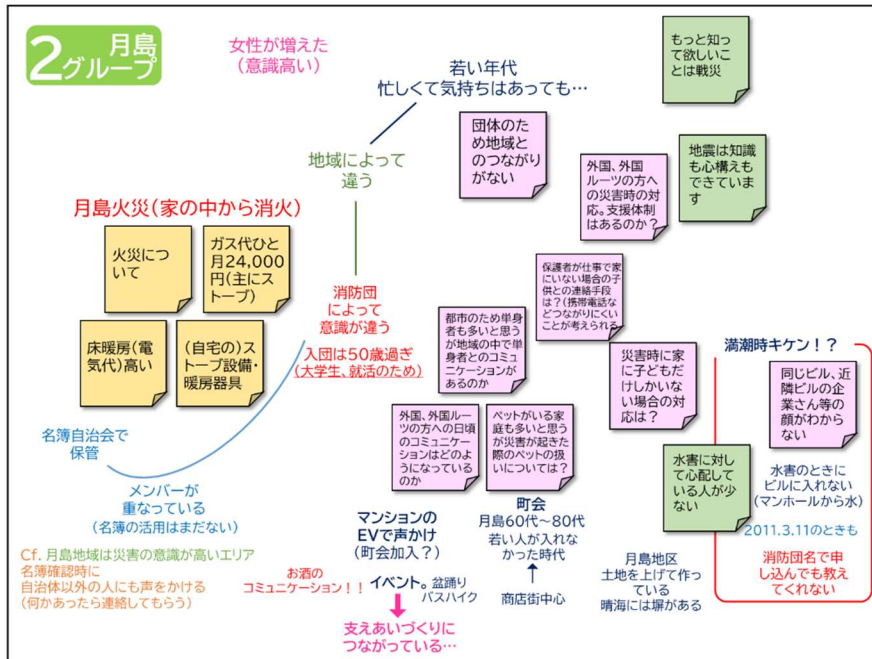 2
月島
グループ
女性が増えた
(意識高い)
若い年代
忙しくて気持ちはあっても…
もっと知っ
て欲しいこ
とは戦災
地域によって
違う
団体のた
め地域と
のつながり
がない
外国、外国
ルーツの方へ
の災害時の対
応。支援体制
はあるのか?
地震は知識
も心構えも
できていま
す
月島火災(家の中から消火)
火災につ
いて
ガス代ひと
月24,000
円(主にス
トーブ)
床暖房(電
気代)高い
(自宅の)ス
トーブ設備・
暖房器具
消防団
によって
意識が違う
入団は50歳過ぎ
(大学生、就活のため)
都市のため単身
者も多いと思う
が地域の中で単
身者とのコミュ
ニケーションが
あるのか
保護者が仕事で家
にいない場合の子
供との連絡手段
は?(携帯電話な
どつながりにくい
ことが考えられる
災害時に家
に子どもだ
けしかいな
い場合の対
応は?
満潮時キケン!?
同じビル、近
隣ビルの企
業さん等の
顔がわから
ない
外国、外国ルー
ツの方への日頃
のコミュニケー
ションはどのよ
うになっている
のか
ペットがいる家
庭も多いと思う
が災害が起きた
際のペットの扱
いについては?
水害に対し
て心配して
いる人が少
ない
水害のときに
ビルに入れない
(マンホールから水)
2011.3.11のときも
消防団名で申
し込んでも教え
てくれない
名簿自治会で
保管
メンバーが
重なっている
(名簿の活用はまだない)
Cf. 月島地域は災害の意識が高いエリア
名簿確認時に
自治体以外の人にも声をかける
(何かあったら連絡してもらう)
マンションの
EVで声かけ
(町会加入?)
お酒の
コミュニケーション!!
イベント。盆踊り
バスハイク
支えあいづくりに
つながっている…
町会
月島60代~80代
若い人が入れな
かった時代
商店街中心
月島地区
土地を上げて作っ
ている
晴海には塀がある